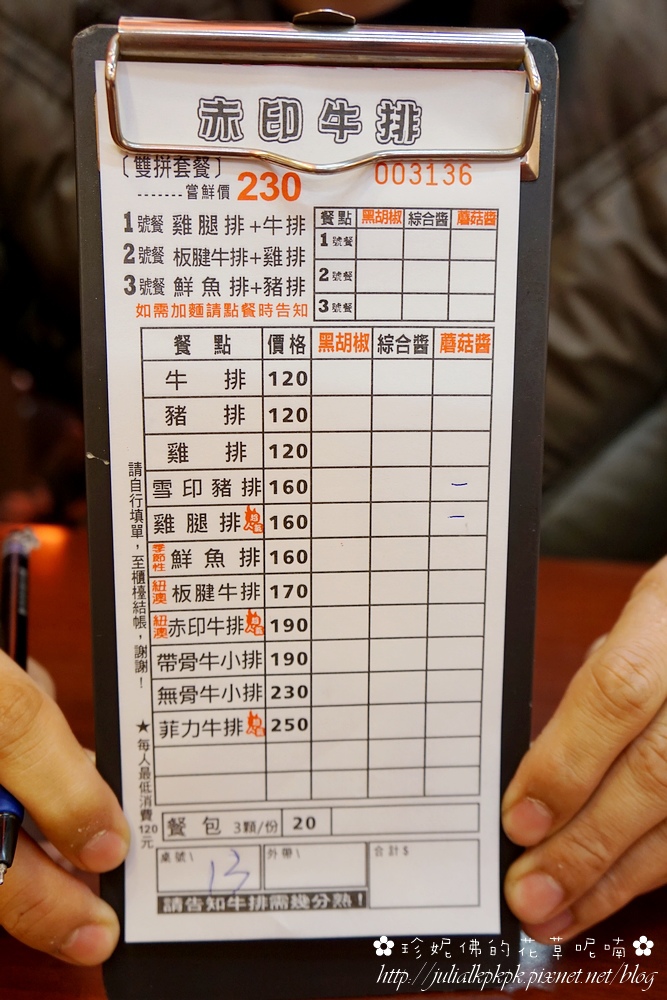 赤印牛排
〔雙拼套餐〕
-------嘗鮮價 230
003136
1號餐 雞腿排+牛排
2號餐 板腱牛排+雞排
3號餐 鮮魚排+豬排
如需加麵請點餐時告知
餐點 黑胡椒 綜合醬 蘑菇醬
1號餐
2號餐
3號餐
餐點 價格 黑胡椒 綜合醬 蘑菇醬
牛排 120
豬排 120
雞排 120
雪印豬排 160 一
雞腿排 160 一
季節性 鮮魚排 160
紐澳 板腱牛排 170
紐澳 赤印牛排 190
帶骨牛小排 190
無骨牛小排 230
菲力牛排 250
請自行填單，至櫃檯結帳，謝謝！
★每人最低消費120元
餐包 3顆/份 20
桌號\ 13
外帶\
合計$
請告知牛排需幾分熟！
✿珍妮佛的花草呢喃✿
http://julialkpkpk.pixnet.net/blog